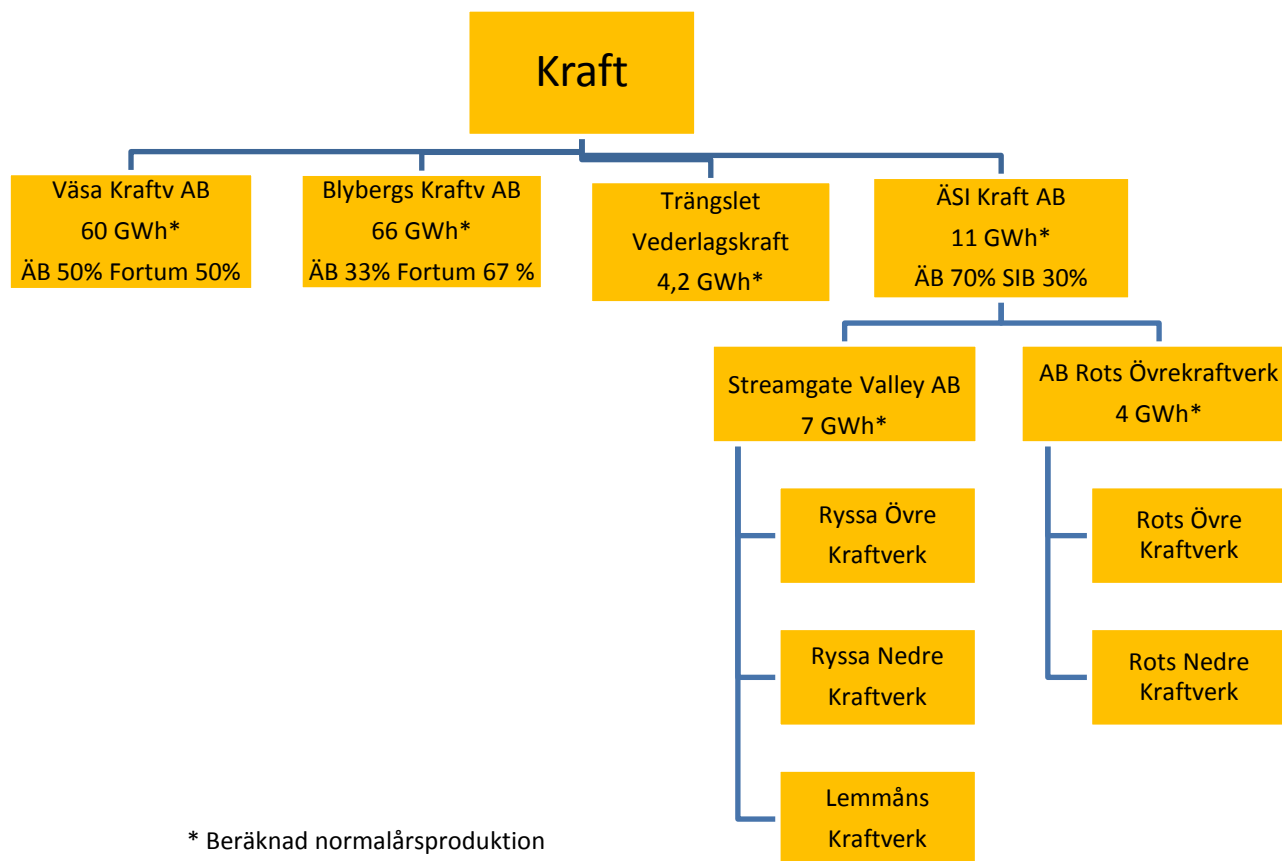 Kraft
Väsa Kraftv AB
60 GWh*
ÄB 50% Fortum 50%
Blybergs Kraftv AB
66 GWh*
ÄB 33% Fortum 67 %
Trängslet
Vederlagskraft
4,2 GWh*
ÄSI Kraft AB
11 GWh*
ÄB 70% SIB 30%
Streamgate Valley AB
7 GWh*
AB Rots Övrekraftverk
4 GWh*
Ryssa Övre
Kraftverk
Rots Övre
Kraftverk
Ryssa Nedre
Kraftverk
Rots Nedre
Kraftverk
Lemmåns
Kraftverk
* Beräknad normalårsproduktion